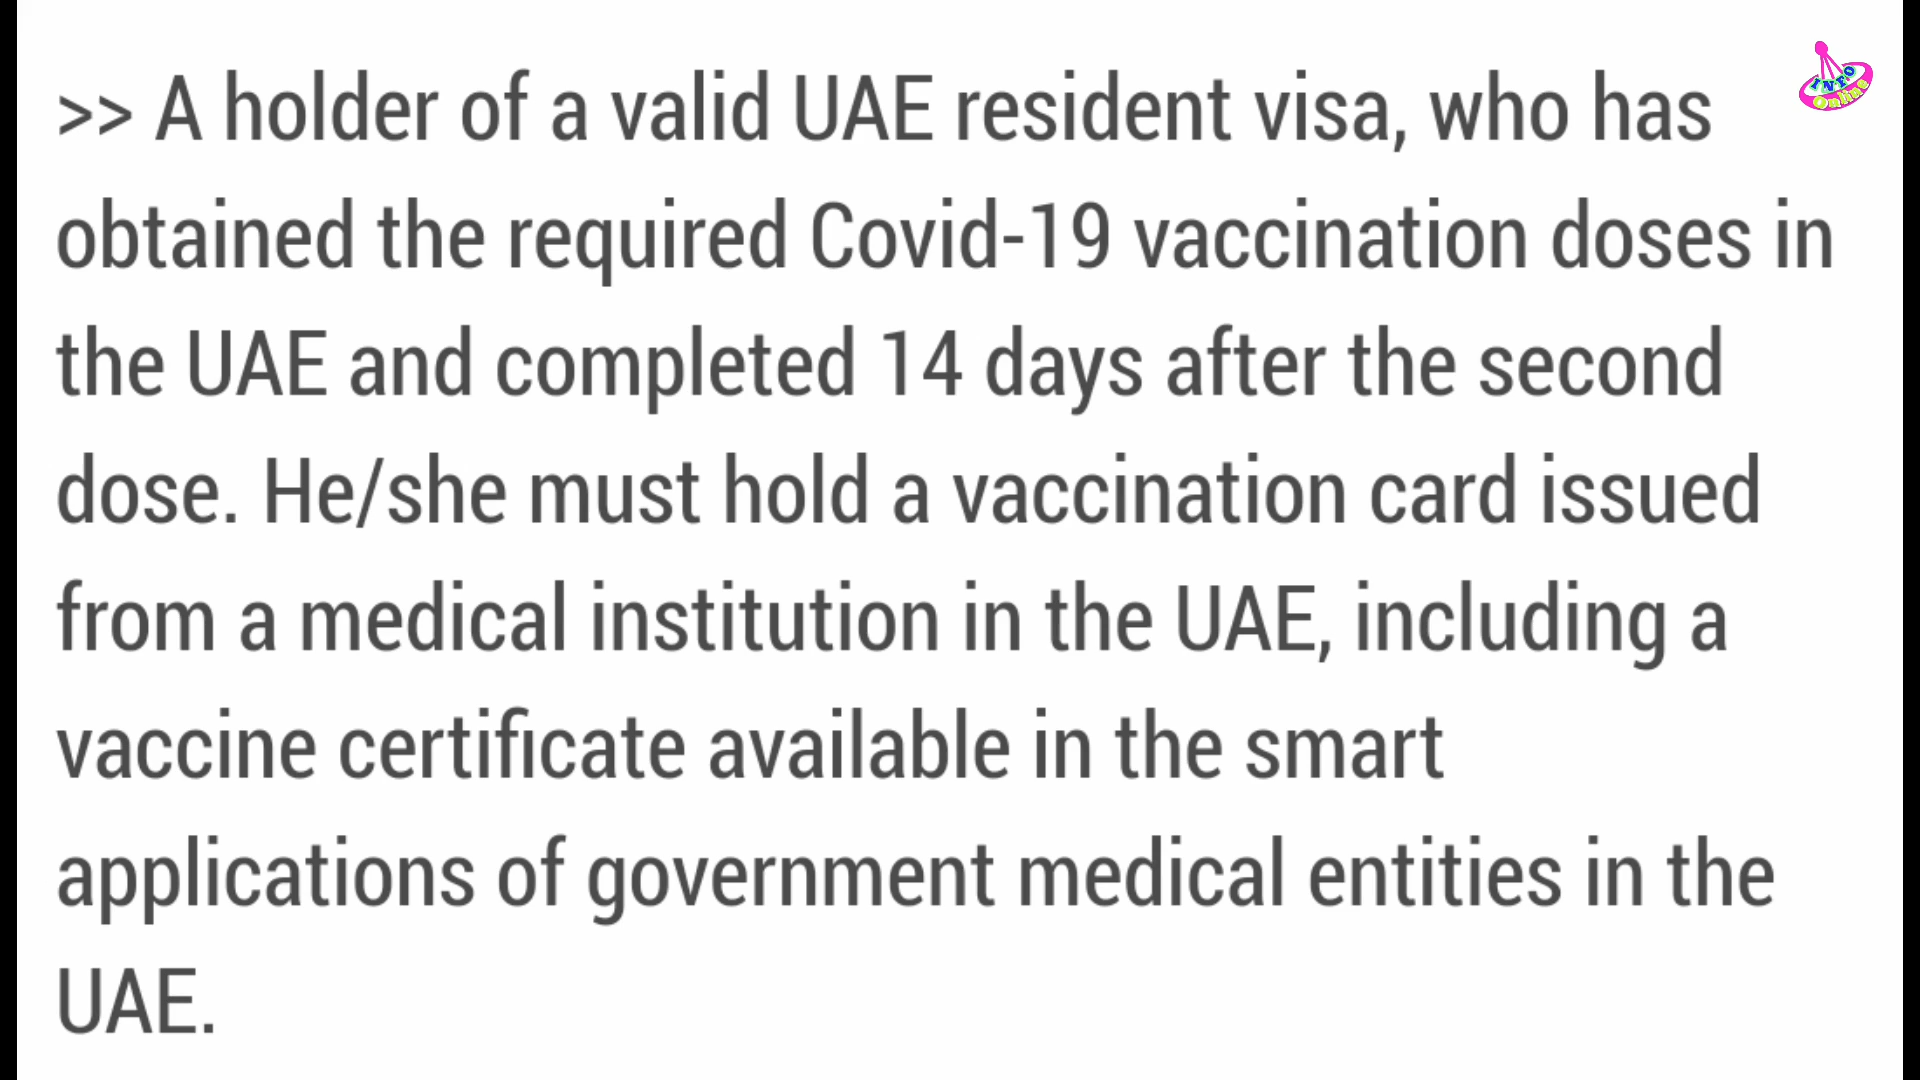 >> A holder of a valid UAE resident visa, who has
obtained the required Covid-19 vaccination doses in
the UAE and completed 14 days after the second
dose. He/she must hold a vaccination card issued
from a medical institution in the UAE, including a
vaccine certificate available in the smart
applications of government medical entities in the
UAE.
INFO
Online